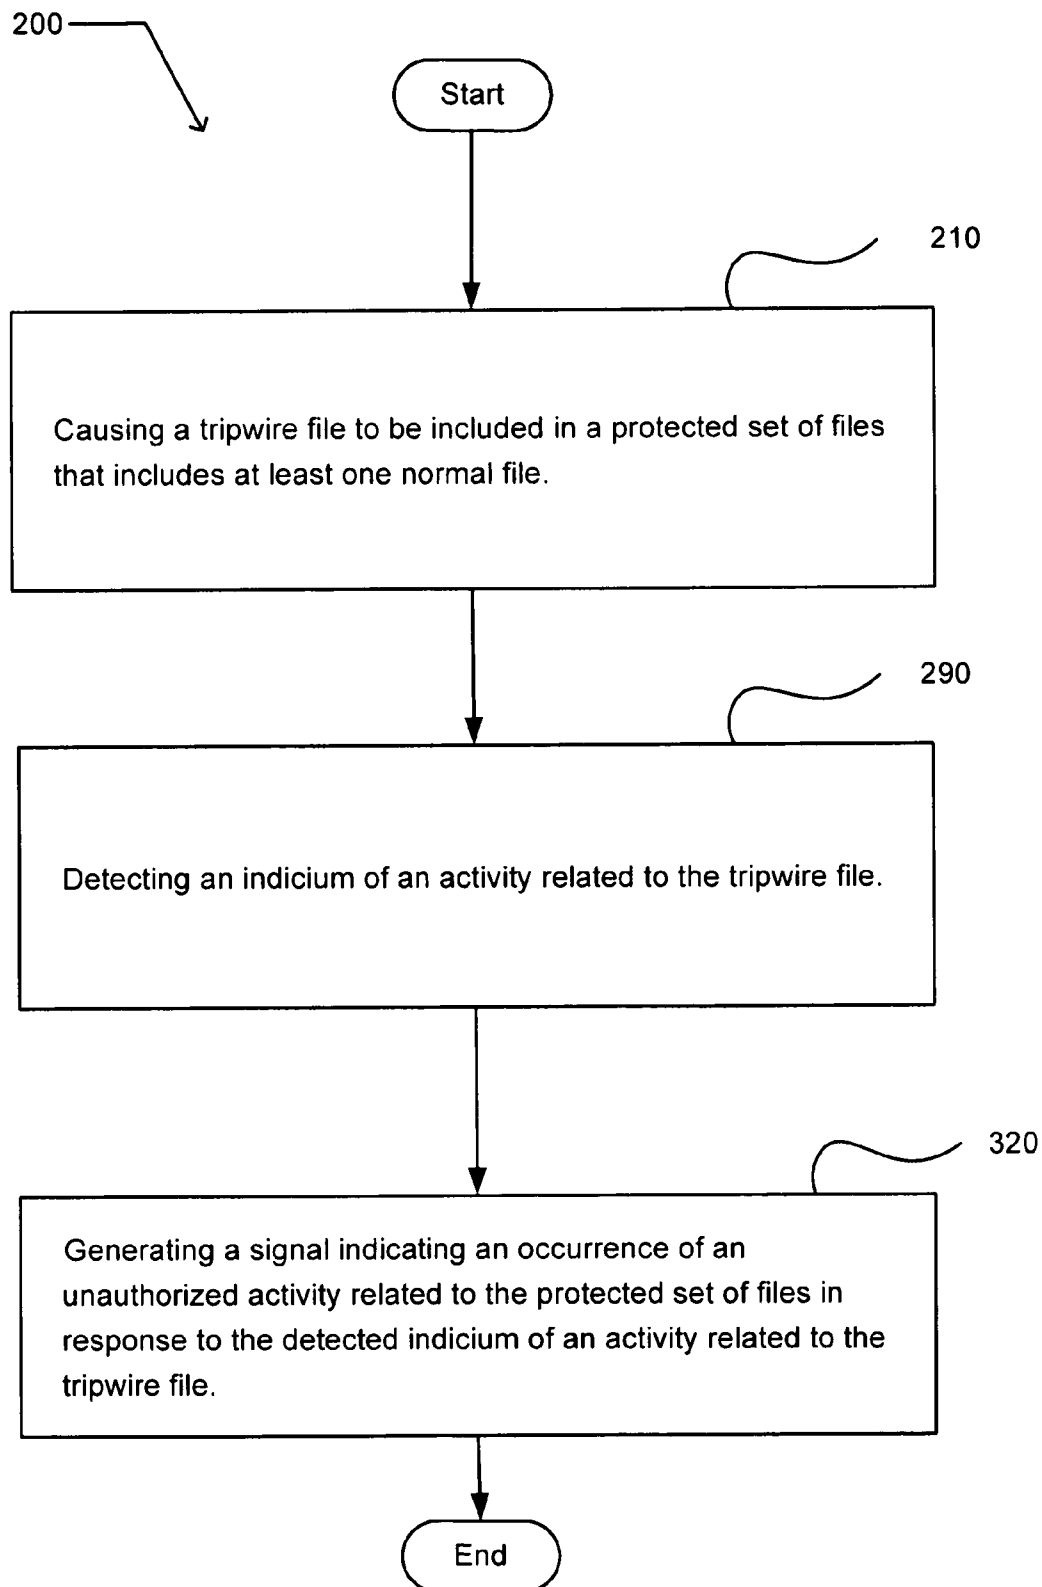 200
Start
210
Causing a tripwire file to be included in a protected set of files
that includes at least one normal file.
290
Detecting an indicium of an activity related to the tripwire file.
320
Generating a signal indicating an occurrence of an
unauthorized activity related to the protected set of files in
response to the detected indicium of an activity related to the
tripwire file.
End